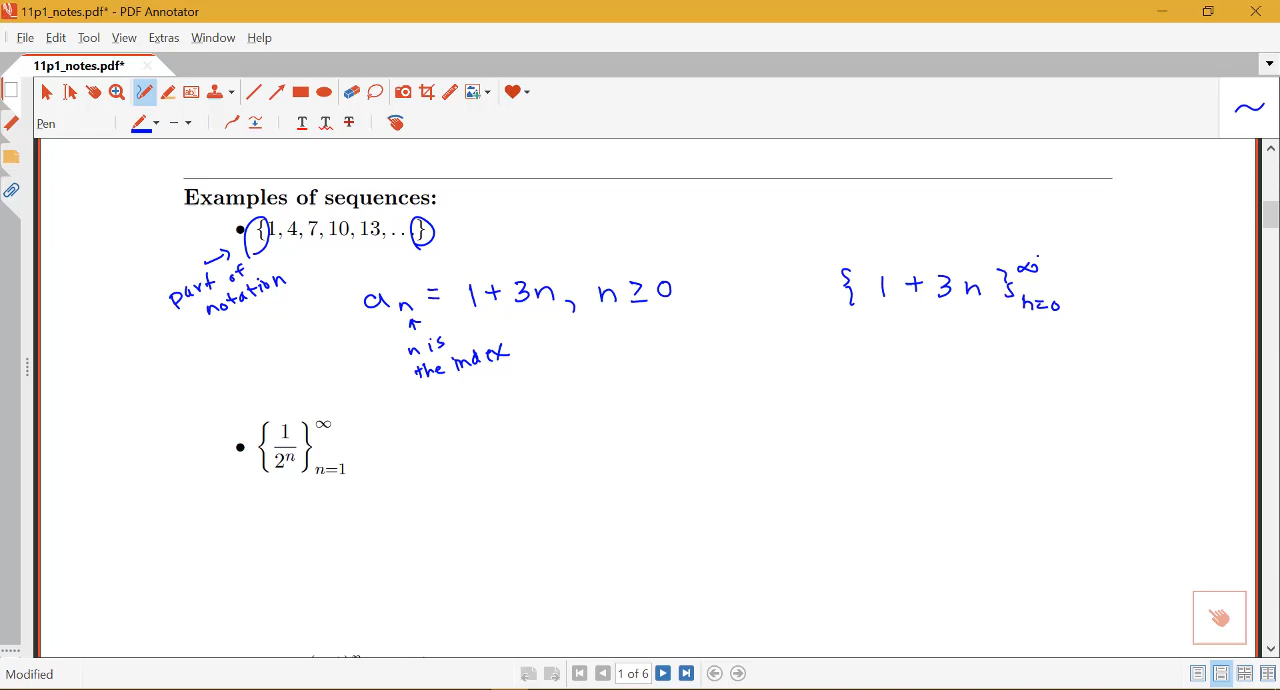 11p1_notes.pdf* - PDF Annotator
File Edit Tool View Extras Window Help
11p1_notes.pdf*
Pen
Examples of sequences:
• {1, 4, 7, 10, 13, . . . }
part of
notation
aₙ = 1 + 3n, n ≥ 0
{ 1 + 3n }^∞_{n=0}
n is
the index
• {1/2ⁿ}^∞_{n=1}
Modified
1 of 6